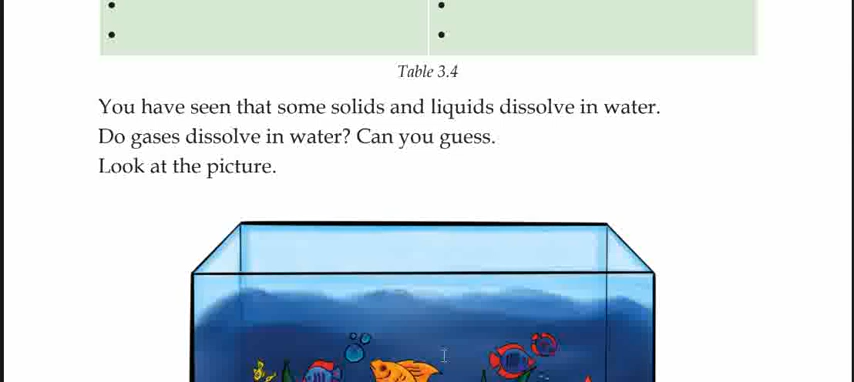 Table 3.4
You have seen that some solids and liquids dissolve in water.
Do gases dissolve in water? Can you guess.
Look at the picture.